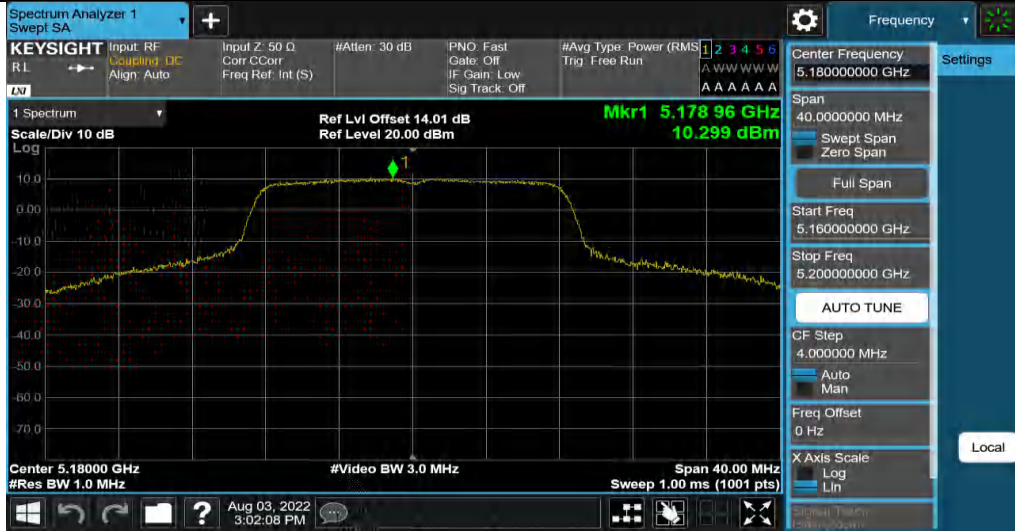 Spectrum Analyzer 1
Swept SA
Frequency
KEYSIGHT
RL
LXI
Input: RF
Coupling: DC
Align: Auto
Input Z: 50 Ω
Corr CCorr
Freq Ref: Int (S)
#Atten: 30 dB
PNO: Fast
Gate: Off
IF Gain: Low
Sig Track: Off
#Avg Type: Power (RMS
Trig: Free Run
1 2 3 4 5 6
A W W W W W
A A A A A A
Center Frequency
5.180000000 GHz
Settings
Span
40.0000000 MHz
Swept Span
Zero Span
Full Span
Start Freq
5.160000000 GHz
Stop Freq
5.200000000 GHz
AUTO TUNE
CF Step
4.000000 MHz
Auto
Man
Freq Offset
0 Hz
X Axis Scale
Log
Lin
Local
1 Spectrum
Scale/Div 10 dB
Log
Ref Lvl Offset 14.01 dB
Ref Level 20.00 dBm
Mkr1 5.178 96 GHz
10.299 dBm
1
10.0
0.00
-10.0
-20.0
-30.0
-40.0
-50.0
-60.0
-70.0
Center 5.18000 GHz
#Res BW 1.0 MHz
#Video BW 3.0 MHz
Span 40.00 MHz
Sweep 1.00 ms (1001 pts)
?
Aug 03, 2022
3:02:08 PM